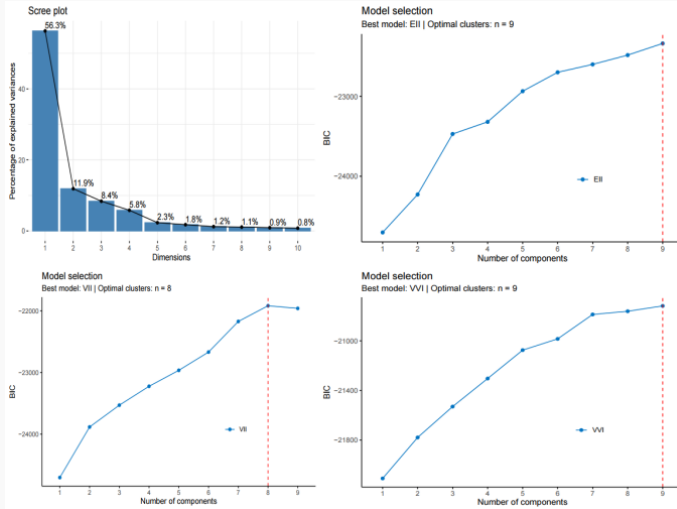 Scree plot
56.3%
11.9%
8.4%
5.8%
2.3%
1.8%
1.2%
1.1%
0.9%
0.8%
40
20
0
Percentage of explained variances
1 2 3 4 5 6 7 8 9 10
Dimensions
Model selection
Best model: EII | Optimal clusters: n = 9
−23000
−24000
BIC
EII
1 2 3 4 5 6 7 8 9
Number of components
Model selection
Best model: VII | Optimal clusters: n = 8
−22000
−23000
−24000
BIC
VII
1 2 3 4 5 6 7 8 9
Number of components
Model selection
Best model: VVI | Optimal clusters: n = 9
−21000
−21400
−21800
BIC
VVI
1 2 3 4 5 6 7 8 9
Number of components